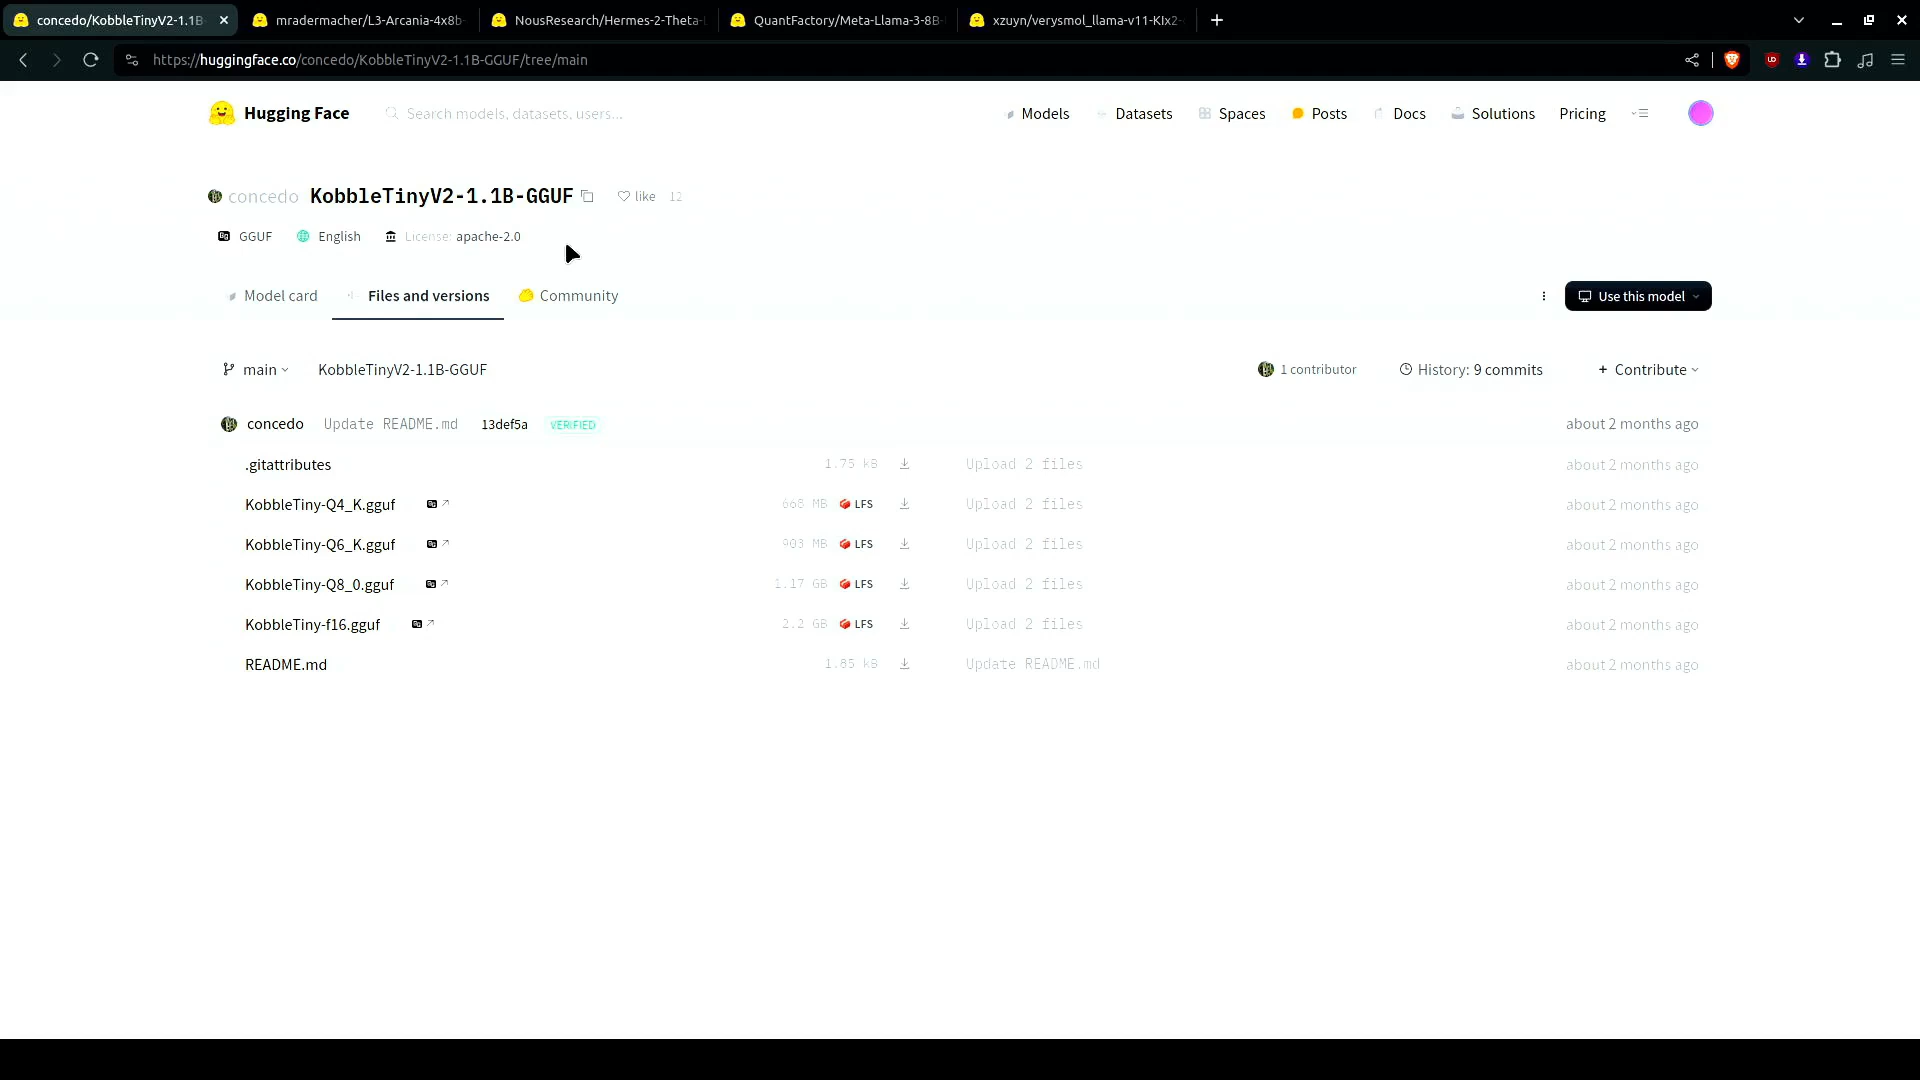 concedo/KobbleTinyV2-1.1B-
mradermacher/L3-Arcania-4x8b-
NousResearch/Hermes-2-Theta-
QuantFactory/Meta-Llama-3-8B-
xzuyn/verysmol_llama-v11-KIx2-
https://huggingface.co/concedo/KobbleTinyV2-1.1B-GGUF/tree/main
Hugging Face Search models, datasets, users... Models Datasets Spaces Posts Docs Solutions Pricing
concedo KobbleTinyV2-1.1B-GGUF like 12
GGUF English License: apache-2.0
Model card Files and versions Community Use this model
main KobbleTinyV2-1.1B-GGUF 1 contributor History: 9 commits + Contribute
concedo Update README.md 13def5a VERIFIED about 2 months ago
.gitattributes 1.75 kB Upload 2 files about 2 months ago
KobbleTiny-Q4_K.gguf 668 MB LFS Upload 2 files about 2 months ago
KobbleTiny-Q6_K.gguf 903 MB LFS Upload 2 files about 2 months ago
KobbleTiny-Q8_0.gguf 1.17 GB LFS Upload 2 files about 2 months ago
KobbleTiny-f16.gguf 2.2 GB LFS Upload 2 files about 2 months ago
README.md 1.85 kB Update README.md about 2 months ago